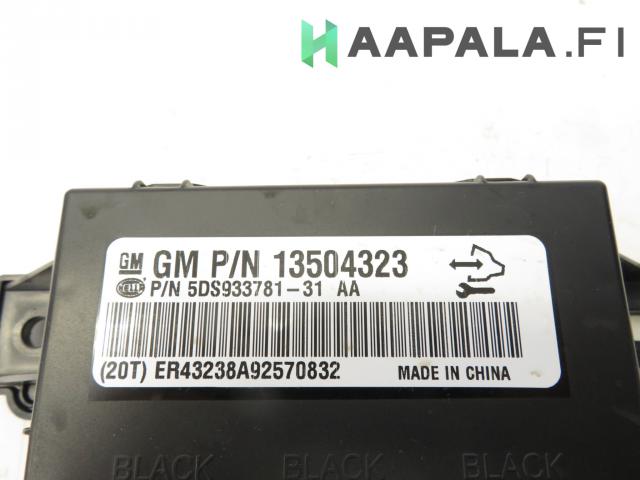 HAAPALA.FI
GM GM P/N 13504323
HELLA P/N 5DS933781-31 AA
(20T) ER43238A92570832 MADE IN CHINA
BLACK BLACK BLACK